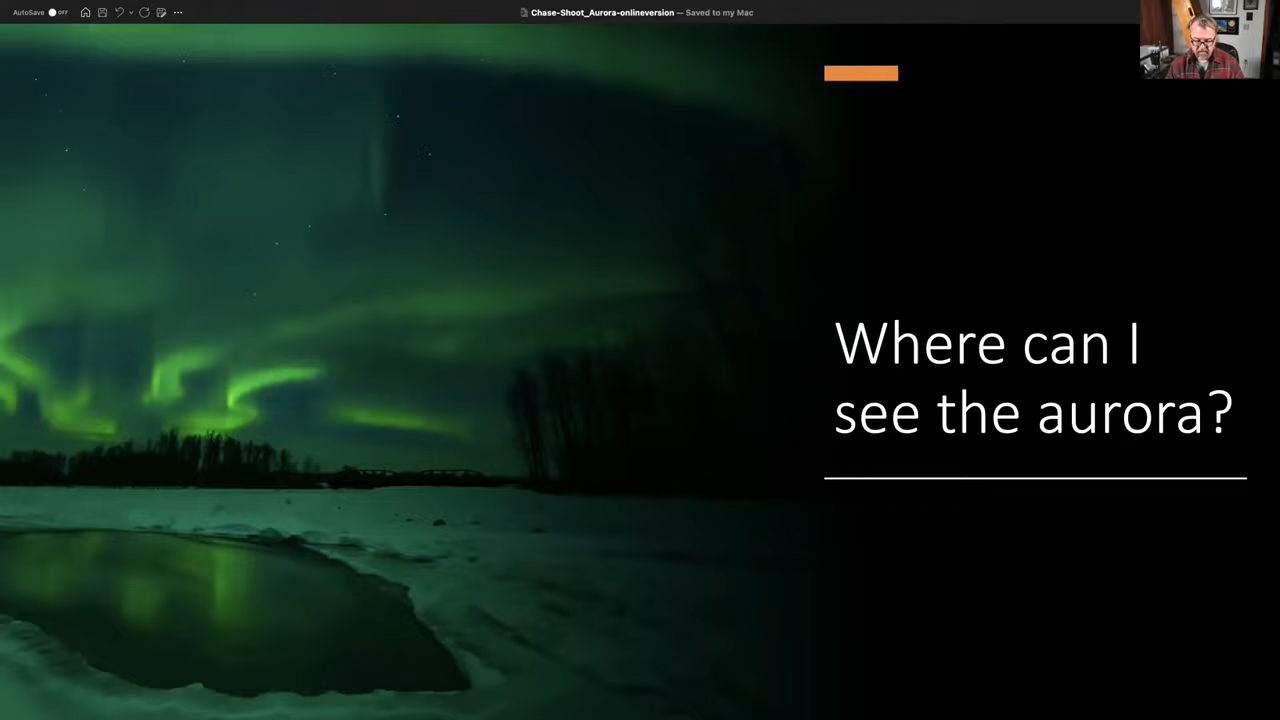 AutoSave OFF
Chase-Shoot_Aurora-onlineversion — Saved to my Mac
Where can I
see the aurora?